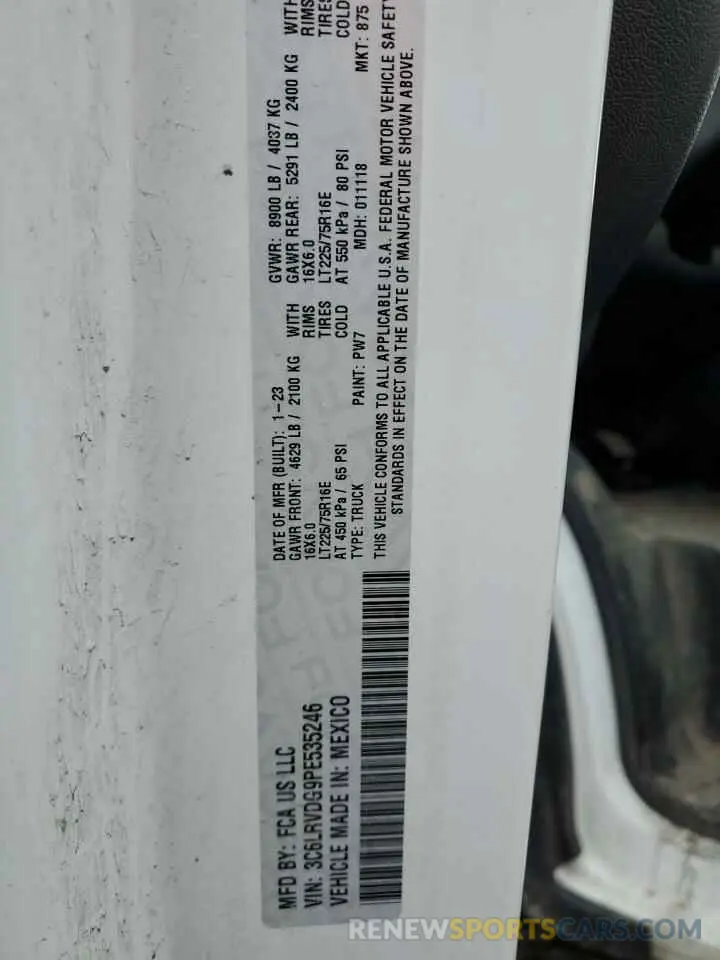 MFD BY: FCA US LLC
VIN: 3C6LRVDG9PE535246
VEHICLE MADE IN: MEXICO
DATE OF MFR (BUILT): 1-23 GVWR: 8900 LB / 4037 KG
GAWR FRONT: 4629 LB / 2100 KG WITH GAWR REAR: 5291 LB / 2400 KG WITH
16X6.0 RIMS 16X6.0 RIMS
LT225/75R16E TIRES LT225/75R16E TIRES
AT 450 kPa / 65 PSI COLD AT 550 kPa / 80 PSI COLD
TYPE: TRUCK PAINT: PW7 MDH: 011118 MKT: 875
THIS VEHICLE CONFORMS TO ALL APPLICABLE U.S.A. FEDERAL MOTOR VEHICLE SAFETY
STANDARDS IN EFFECT ON THE DATE OF MANUFACTURE SHOWN ABOVE.
RENEWSPORTSCARS.COM